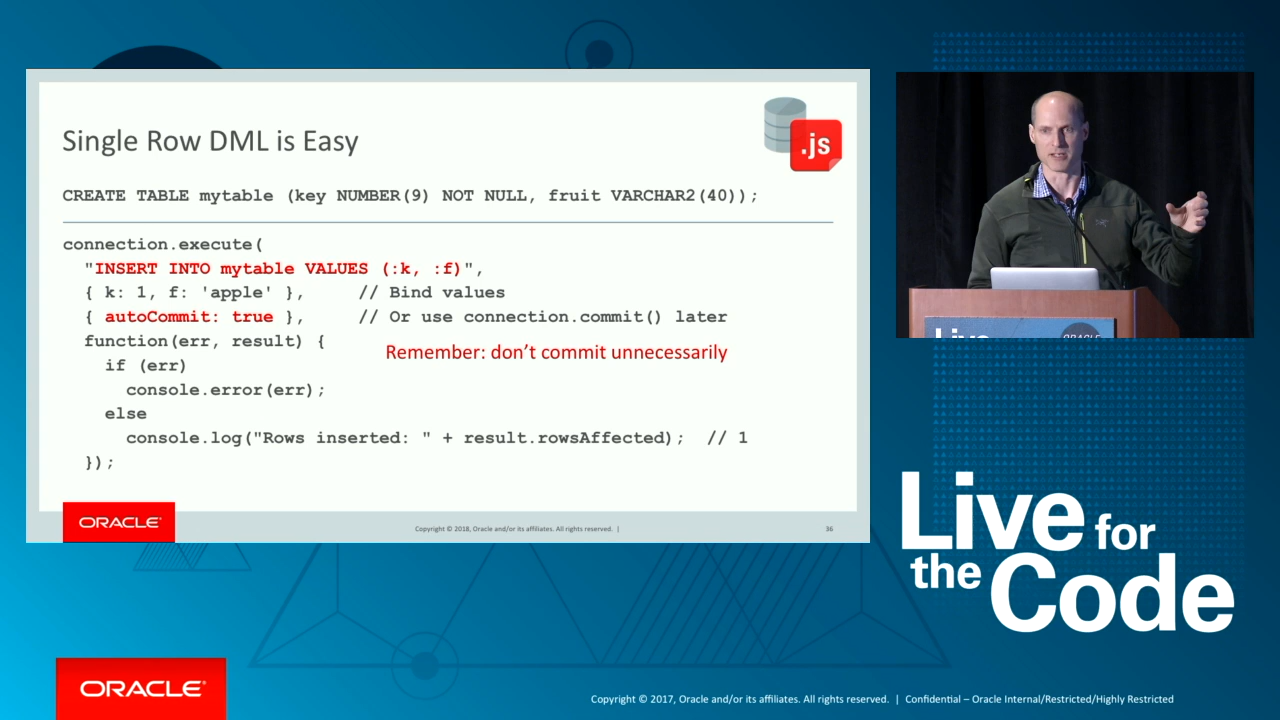 Single Row DML is Easy
.js
CREATE TABLE mytable (key NUMBER(9) NOT NULL, fruit VARCHAR2(40));
connection.execute(
"INSERT INTO mytable VALUES (:k, :f)",
{ k: 1, f: 'apple' }, // Bind values
{ autoCommit: true }, // Or use connection.commit() later
function(err, result) {
Remember: don't commit unnecessarily
if (err)
console.error(err);
else
console.log("Rows inserted: " + result.rowsAffected); // 1
});
ORACLE
Copyright © 2018, Oracle and/or its affiliates. All rights reserved. |
36
Live
ORACLE
Live for
the Code
ORACLE
Copyright © 2017, Oracle and/or its affiliates. All rights reserved. | Confidential – Oracle Internal/Restricted/Highly Restricted